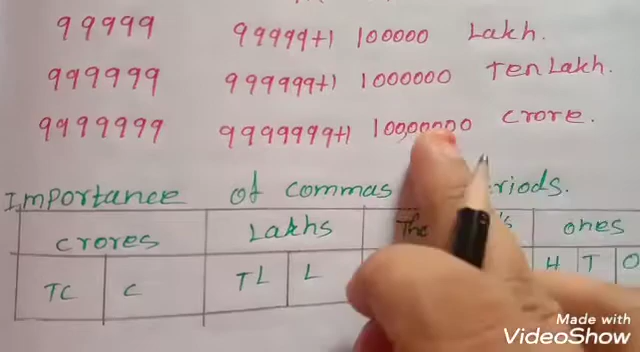 99999 99999+1 100000 Lakh.
999999 999999+1 1000000 Ten Lakh.
9999999 9999999+1 10000000 Crore.
Importance of commas riods.
Crores Lakhs ones
TC C TL L H T O
Made with
VideoShow